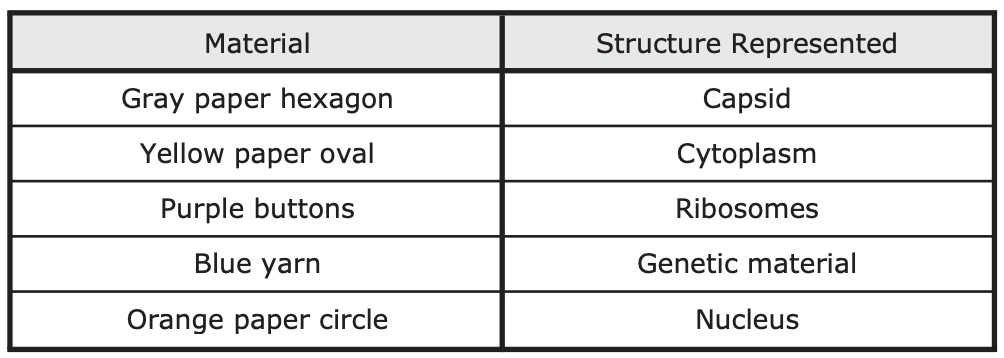 Material Structure Represented
Gray paper hexagon Capsid
Yellow paper oval Cytoplasm
Purple buttons Ribosomes
Blue yarn Genetic material
Orange paper circle Nucleus